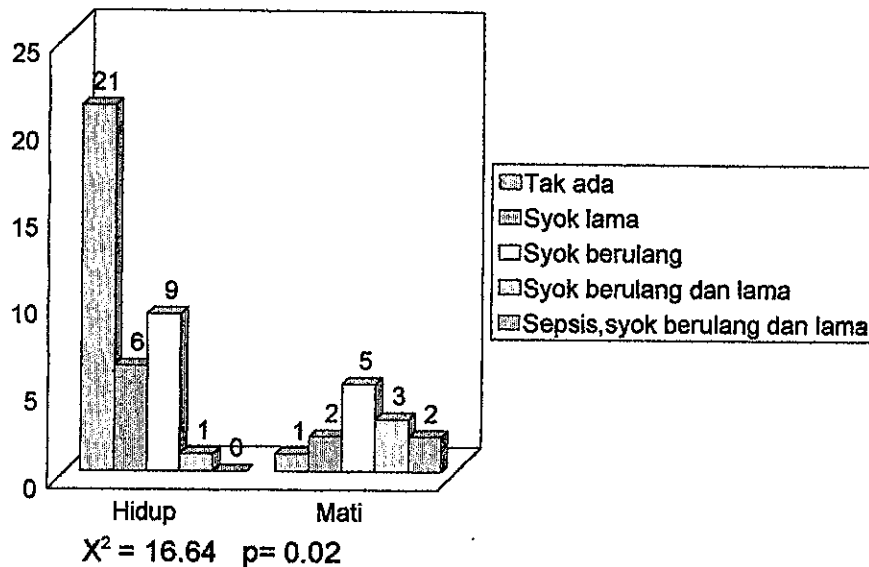 25
20
15
10
5
0
21
6
9
1
0
1
2
5
3
2
Hidup
Mati
Tak ada
Syok lama
Syok berulang
Syok berulang dan lama
Sepsis,syok berulang dan lama
X² = 16.64 p= 0.02